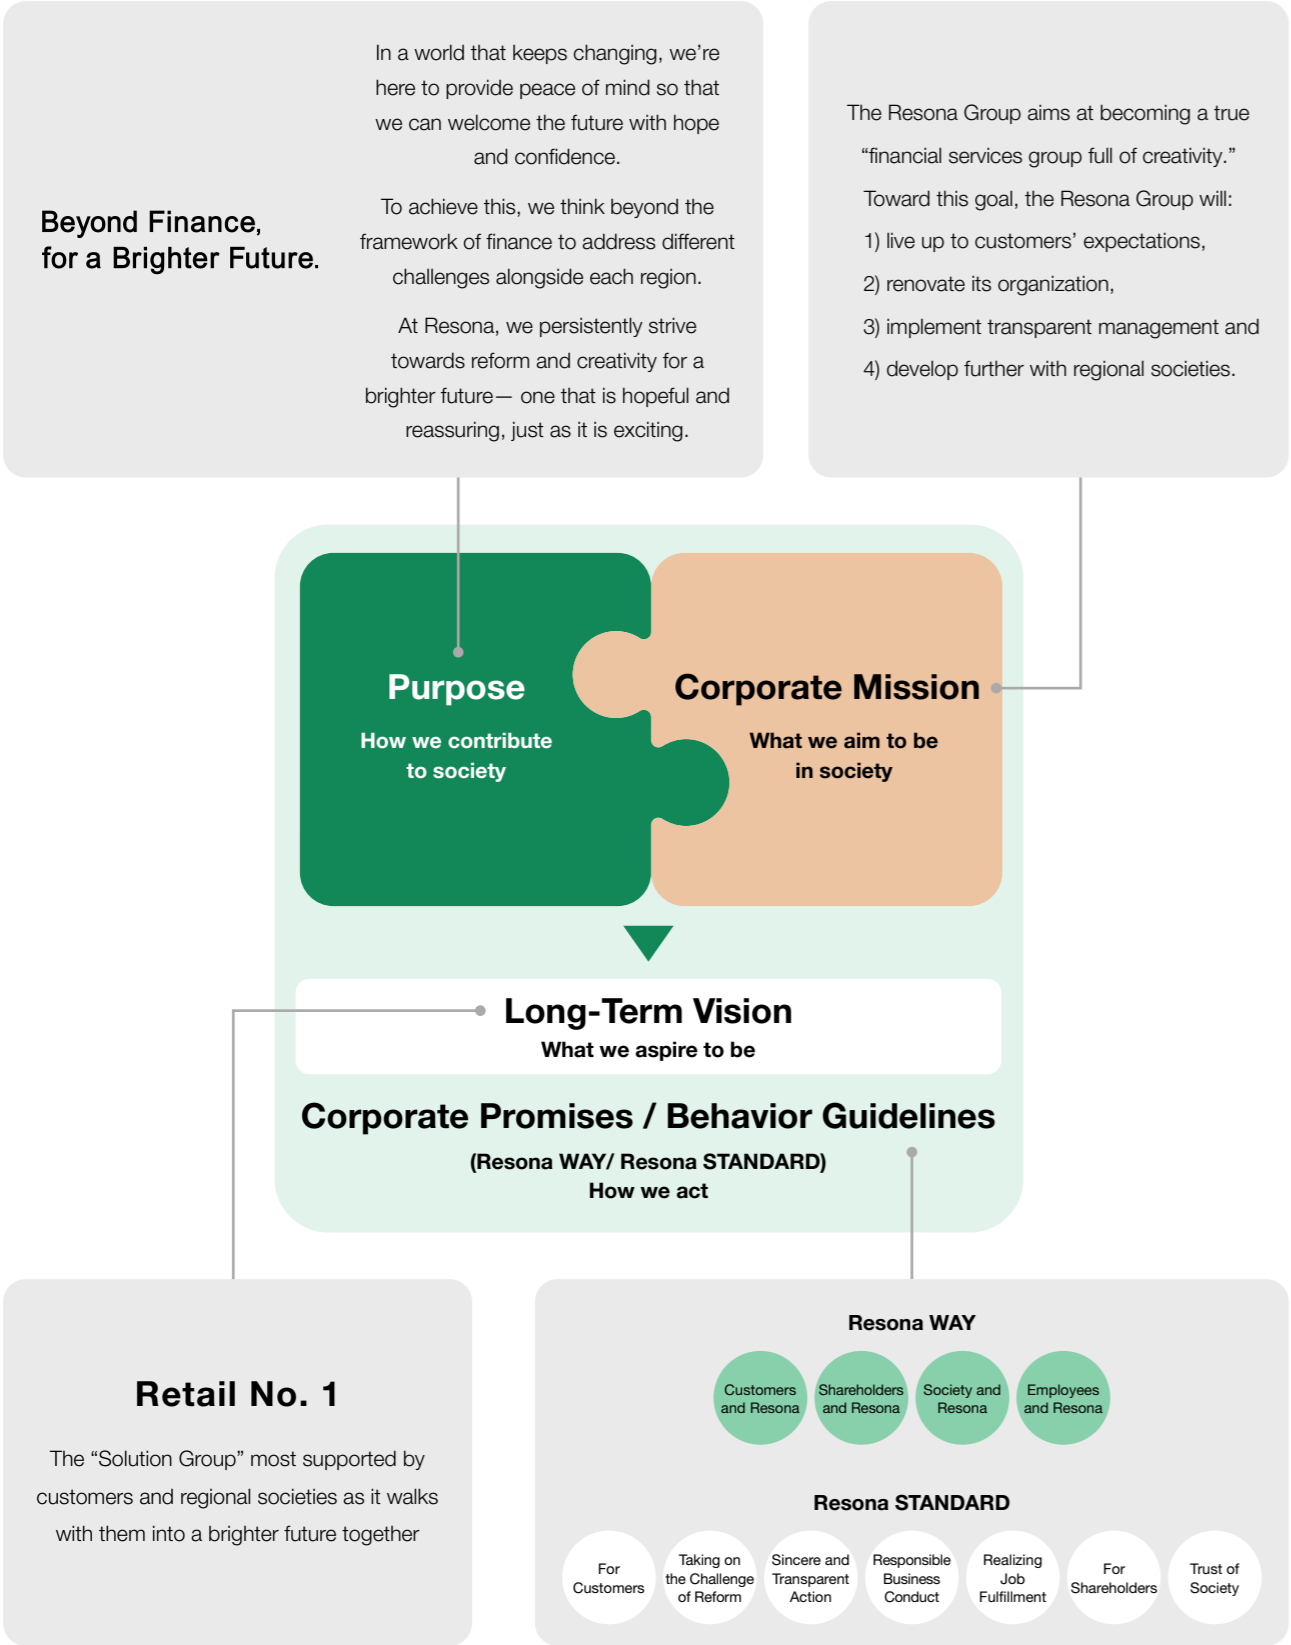 Beyond Finance,
for a Brighter Future.
In a world that keeps changing, we're
here to provide peace of mind so that
we can welcome the future with hope
and confidence.
To achieve this, we think beyond the
framework of finance to address different
challenges alongside each region.
At Resona, we persistently strive
towards reform and creativity for a
brighter future— one that is hopeful and
reassuring, just as it is exciting.
The Resona Group aims at becoming a true
“financial services group full of creativity.”
Toward this goal, the Resona Group will:
1) live up to customers’ expectations,
2) renovate its organization,
3) implement transparent management and
4) develop further with regional societies.
Purpose
How we contribute
to society
Corporate Mission
What we aim to be
in society
Long-Term Vision
What we aspire to be
Corporate Promises / Behavior Guidelines
(Resona WAY/ Resona STANDARD)
How we act
Retail No. 1
The “Solution Group” most supported by
customers and regional societies as it walks
with them into a brighter future together
Resona WAY
Customers
and Resona
Shareholders
and Resona
Society and
Resona
Employees
and Resona
Resona STANDARD
For
Customers
Taking on
the Challenge
of Reform
Sincere and
Transparent
Action
Responsible
Business
Conduct
Realizing
Job
Fulfillment
For
Shareholders
Trust of
Society